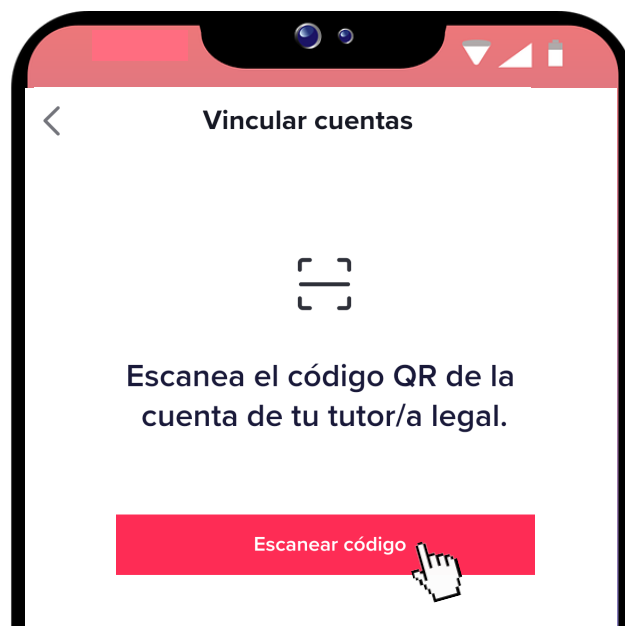 Vincular cuentas
Escanea el código QR de la
cuenta de tu tutor/a legal.
Escanear código